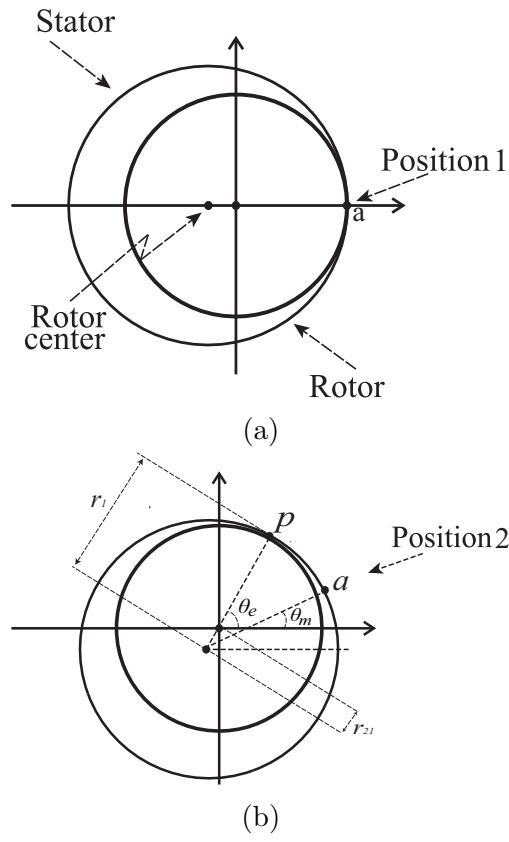 Stator
Position 1
a
Rotor
center
Rotor
(a)
r₁
p
Position 2
a
θₑ
θₘ
r₂₁
(b)